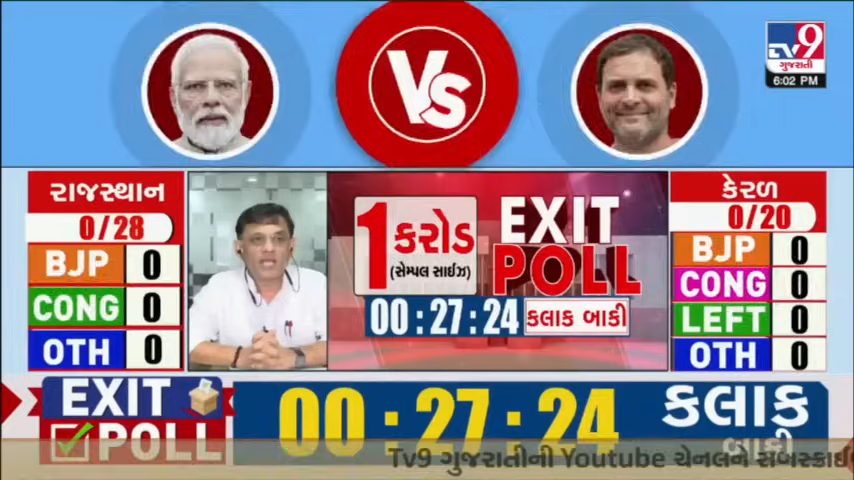 Vs
TV9
ગુજરાતી
6:02 PM
રાજસ્થાન
0/28
BJP 0
CONG 0
OTH 0
1 કરોડ
(સેમ્પલ સાઈઝ)
EXIT
POLL
00:27:24 કલાક બાકી
કેરળ
0/20
BJP 0
CONG 0
LEFT 0
OTH 0
EXIT
POLL
00:27:24
કલાક
બાકી
Tv9 ગુજરાતીની Youtube ચેનલને સબસ્ક્રાઈ